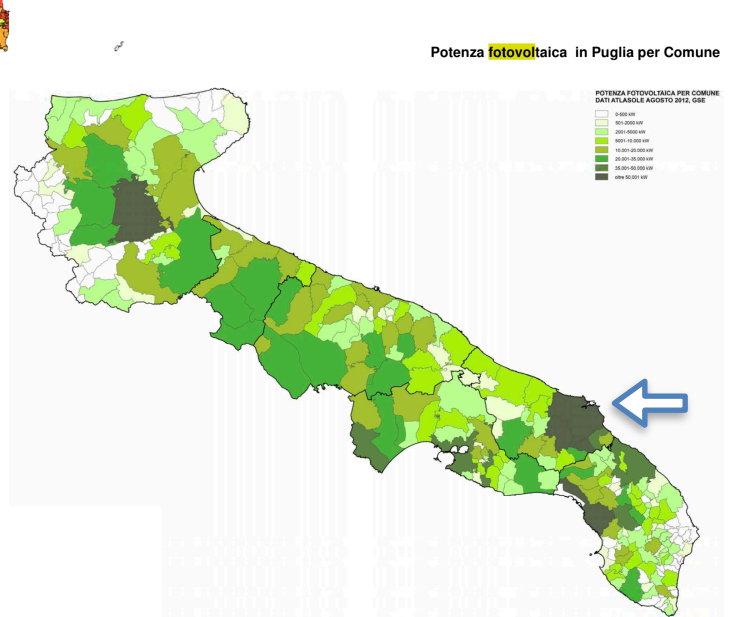 Potenza fotovoltaica in Puglia per Comune
POTENZA FOTOVOLTAICA PER COMUNE
DATI ATLASOLE AGOSTO 2012, GSE
0-500 kW
501-2000 kW
2001-5000 kW
5001-10.000 kW
10.001-20.000 kW
20.001-35.000 kW
35.001-50.000 kW
oltre 50.001 kW